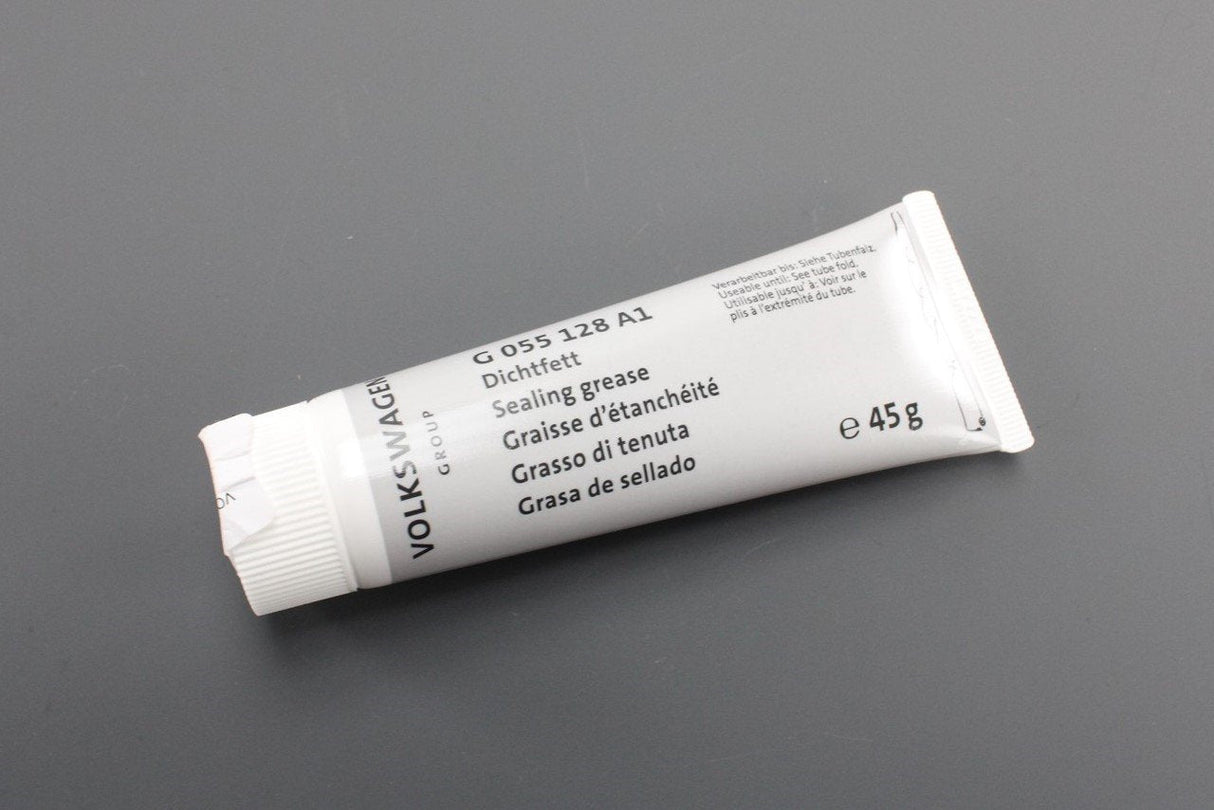 VOLKSWAGEN
GROUP
G 055 128 A1
Dichtfett
Sealing grease
Graisse d'étanchéité
Grasso di tenuta
Grasa de sellado
Verarbeitbar bis: Siehe Tubenfalz.
Useable until: See tube fold.
Utilisable jusqu' à: Voir sur le
plis à l'extrémité du tube.
℮ 45 g